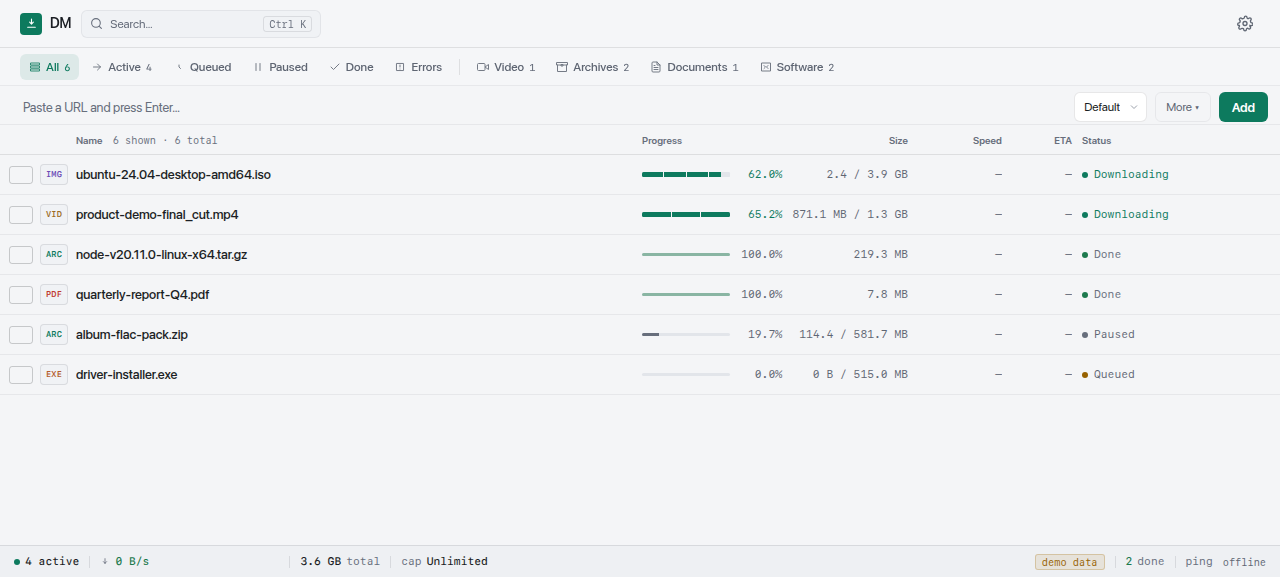 DM Search... Ctrl K
All 6 Active 4 Queued Paused Done Errors Video 1 Archives 2 Documents 1 Software 2
Paste a URL and press Enter... Default More Add
Name 6 shown · 6 total Progress Size Speed ETA Status
IMG ubuntu-24.04-desktop-amd64.iso 62.0% 2.4 / 3.9 GB — — Downloading
VID product-demo-final_cut.mp4 65.2% 871.1 MB / 1.3 GB — — Downloading
ARC node-v20.11.0-linux-x64.tar.gz 100.0% 219.3 MB — — Done
PDF quarterly-report-Q4.pdf 100.0% 7.8 MB — — Done
ARC album-flac-pack.zip 19.7% 114.4 / 581.7 MB — — Paused
EXE driver-installer.exe 0.0% 0 B / 515.0 MB — — Queued
4 active ↓ 0 B/s 3.6 GB total cap Unlimited demo data 2 done ping offline